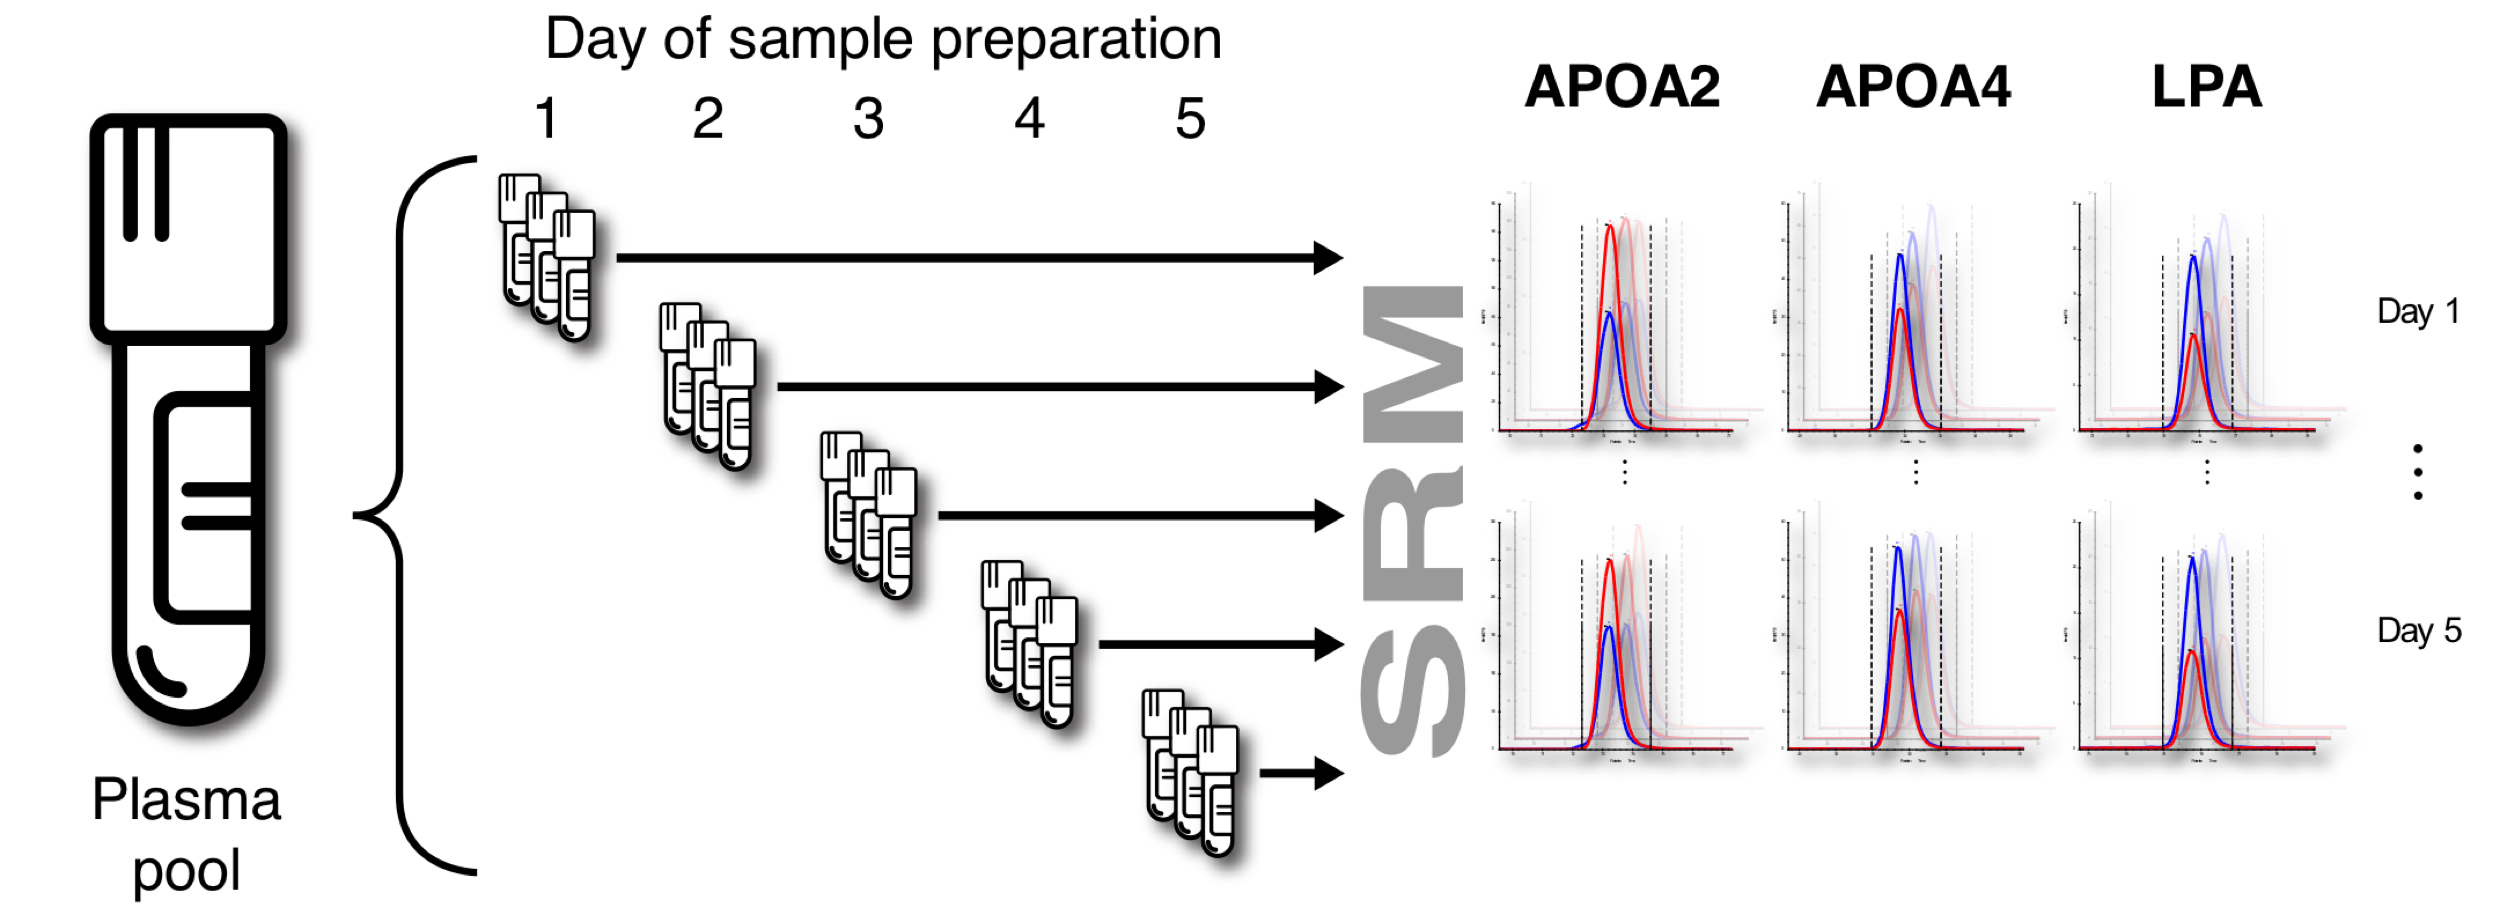 Day of sample preparation
1 2 3 4 5
APOA2 APOA4 LPA
SRM
Day 1
Day 5
Plasma
pool